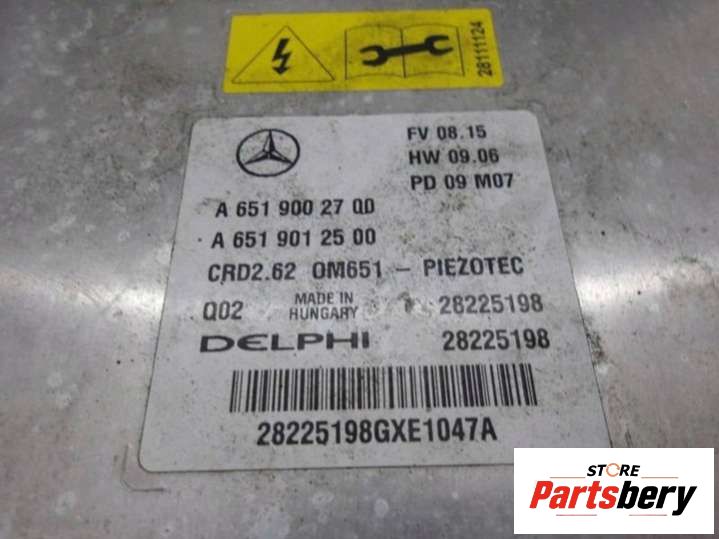 28111124
FV 08.15
HW 09.06
PD 09 M07
A 651 900 27 00
A 651 901 25 00
CRD2.62 OM651 - PIEZOTEC
Q02 MADE IN HUNGARY 28225198
DELPHI 28225198
28225198GXE1047A
STORE
Partsbery